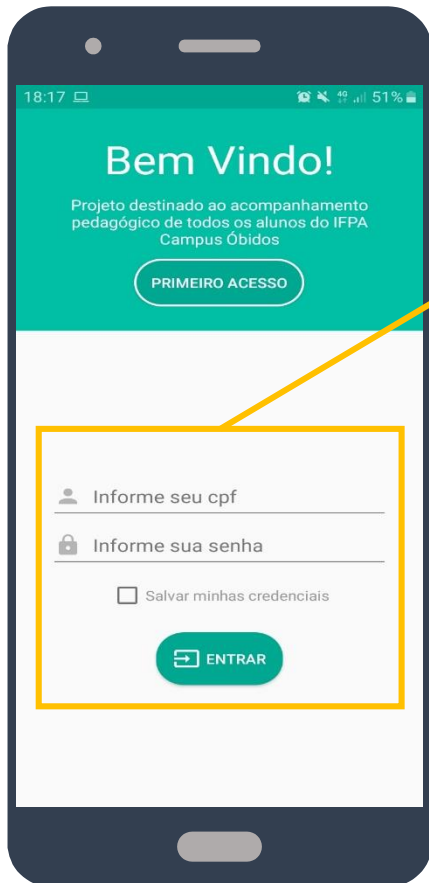 18:17 4G 51%
Bem Vindo!
Projeto destinado ao acompanhamento
pedagógico de todos os alunos do IFPA
Campus Óbidos
PRIMEIRO ACESSO
Informe seu cpf
Informe sua senha
Salvar minhas credenciais
ENTRAR